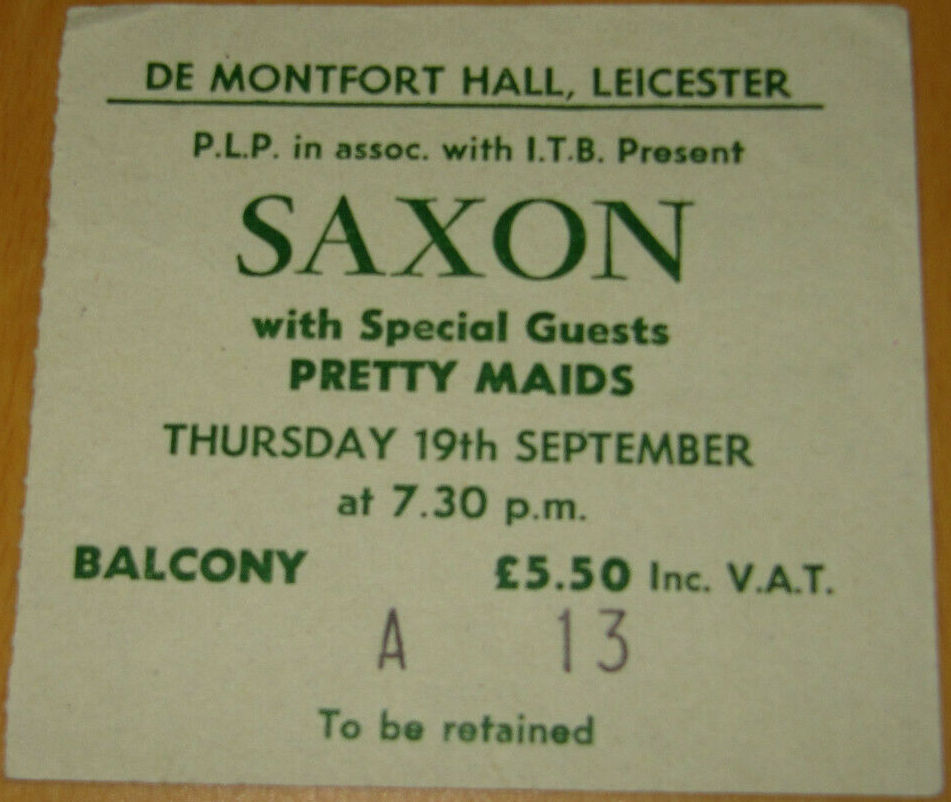 DE MONTFORT HALL, LEICESTER
P.L.P. in assoc. with I.T.B. Present
SAXON
with Special Guests
PRETTY MAIDS
THURSDAY 19th SEPTEMBER
at 7.30 p.m.
BALCONY £5.50 Inc. V.A.T.
A 13
To be retained